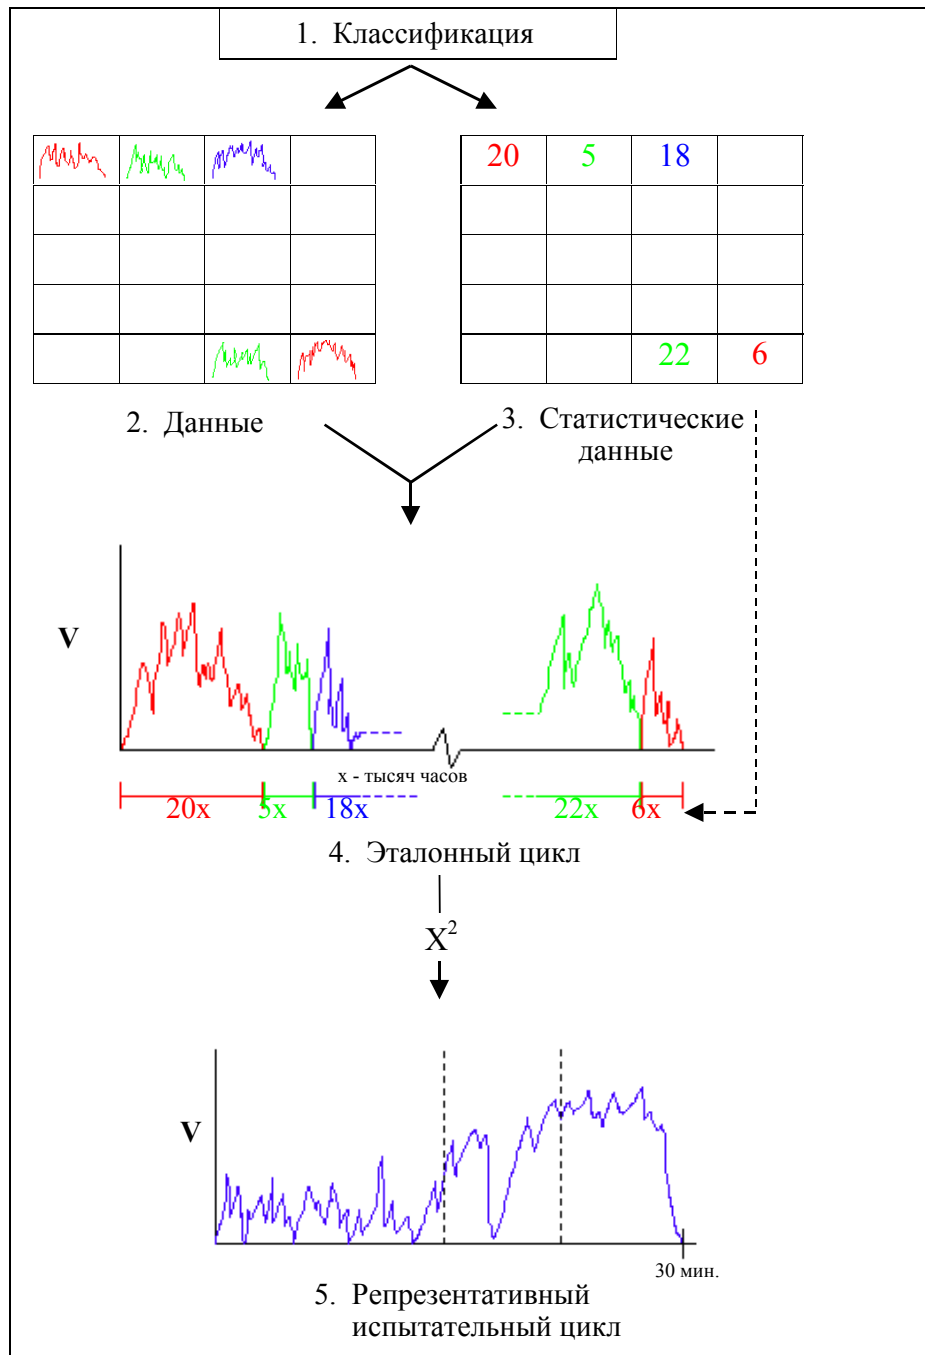 1. Классификация
20 5 18
22 6
2. Данные
3. Статистические
данные
V
x - тысяч часов
20x 5x 18x 22x 6x
4. Эталонный цикл
X²
V
30 мин.
5. Репрезентативный
испытательный цикл